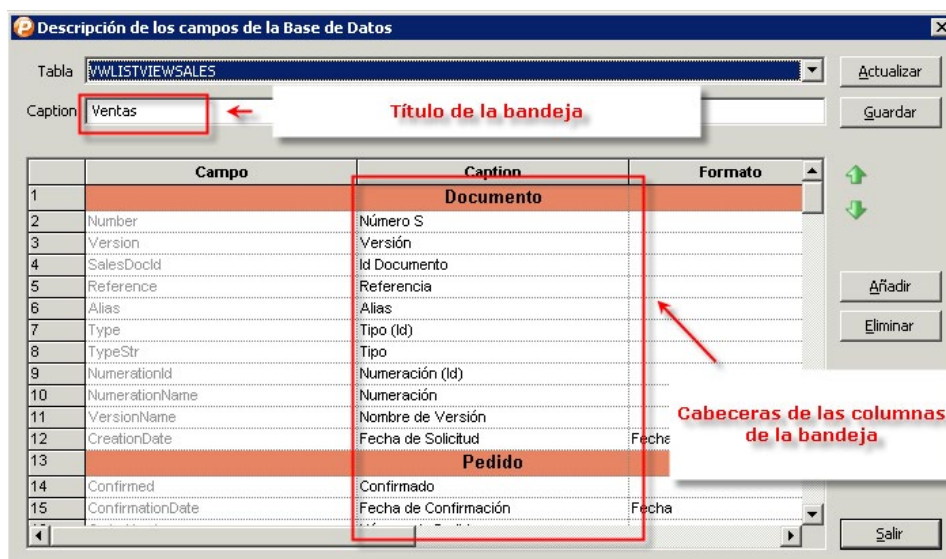 Descripción de los campos de la Base de Datos
Tabla VWLISTVIEWSALES Actualizar
Caption Ventas Título de la bandeja Guardar
Campo Caption Formato
1 Documento
2 Number Número S
3 Version Versión
4 SalesDocId Id Documento
5 Reference Referencia Añadir
6 Alias Alias
7 Type Tipo (Id) Eliminar
8 TypeStr Tipo
9 NumerationId Numeración (Id)
10 NumerationName Numeración
11 VersionName Nombre de Versión
12 CreationDate Fecha de Solicitud Fecha
Cabeceras de las columnas
de la bandeja
13 Pedido
14 Confirmed Confirmado
15 ConfirmationDate Fecha de Confirmación Fecha
Salir